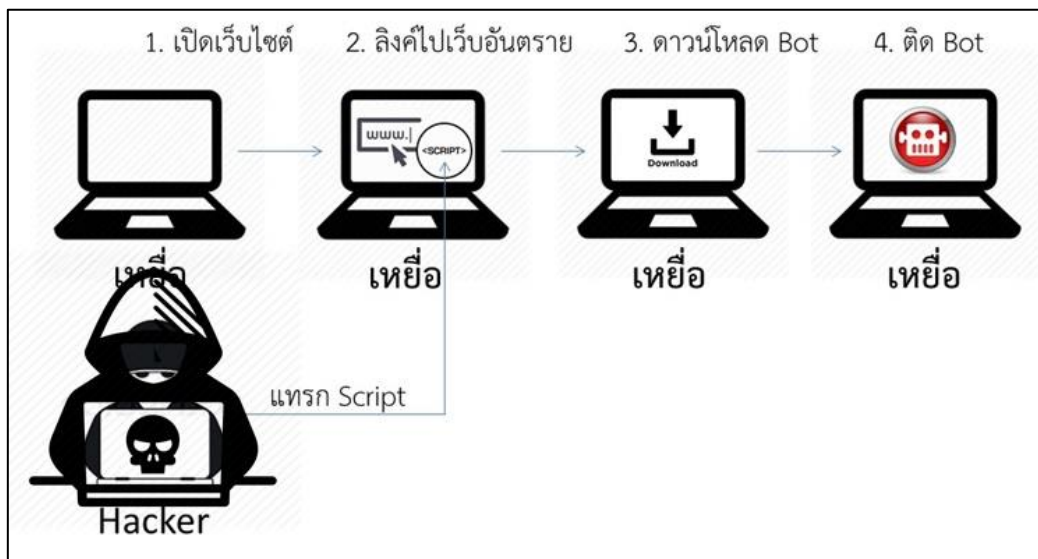 1. เปิดเว็บไซต์
2. ลิงค์ไปเว็บอันตราย
3. ดาวน์โหลด Bot
4. ติด Bot
www.
<SCRIPT>
Download
เหยื่อ
เหยื่อ
เหยื่อ
เหยื่อ
แทรก Script
Hacker